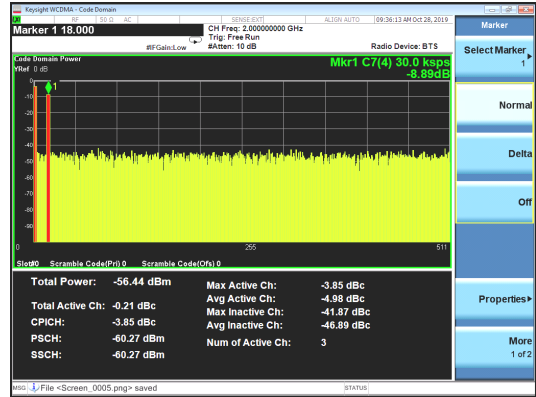 Keysight WCDMA - Code Domain
RF 50 Ω AC SENSE:EXT ALIGN AUTO 09:36:13 AM Oct 28, 2019
Marker 1 18.000
CH Freq: 2.000000000 GHz
Trig: Free Run
#IFGain:Low #Atten: 10 dB Radio Device: BTS
Marker
Select Marker
1
Code Domain Power
YRef 0 dB
Mkr1 C7(4) 30.0 ksps
-8.89dB
1
0
-10
-20
-30
-40
-50
-60
-70
-80
-90
0 255 511
Slot#0 Scramble Code(Pri) 0 Scramble Code(Ofs) 0
Normal
Delta
Off
Total Power: -56.44 dBm
Total Active Ch: -0.21 dBc
CPICH: -3.85 dBc
PSCH: -60.27 dBm
SSCH: -60.27 dBm
Max Active Ch: -3.85 dBc
Avg Active Ch: -4.98 dBc
Max Inactive Ch: -41.87 dBc
Avg Inactive Ch: -46.89 dBc
Num of Active Ch: 3
Properties
More
1 of 2
MSG File <Screen_0005.png> saved STATUS